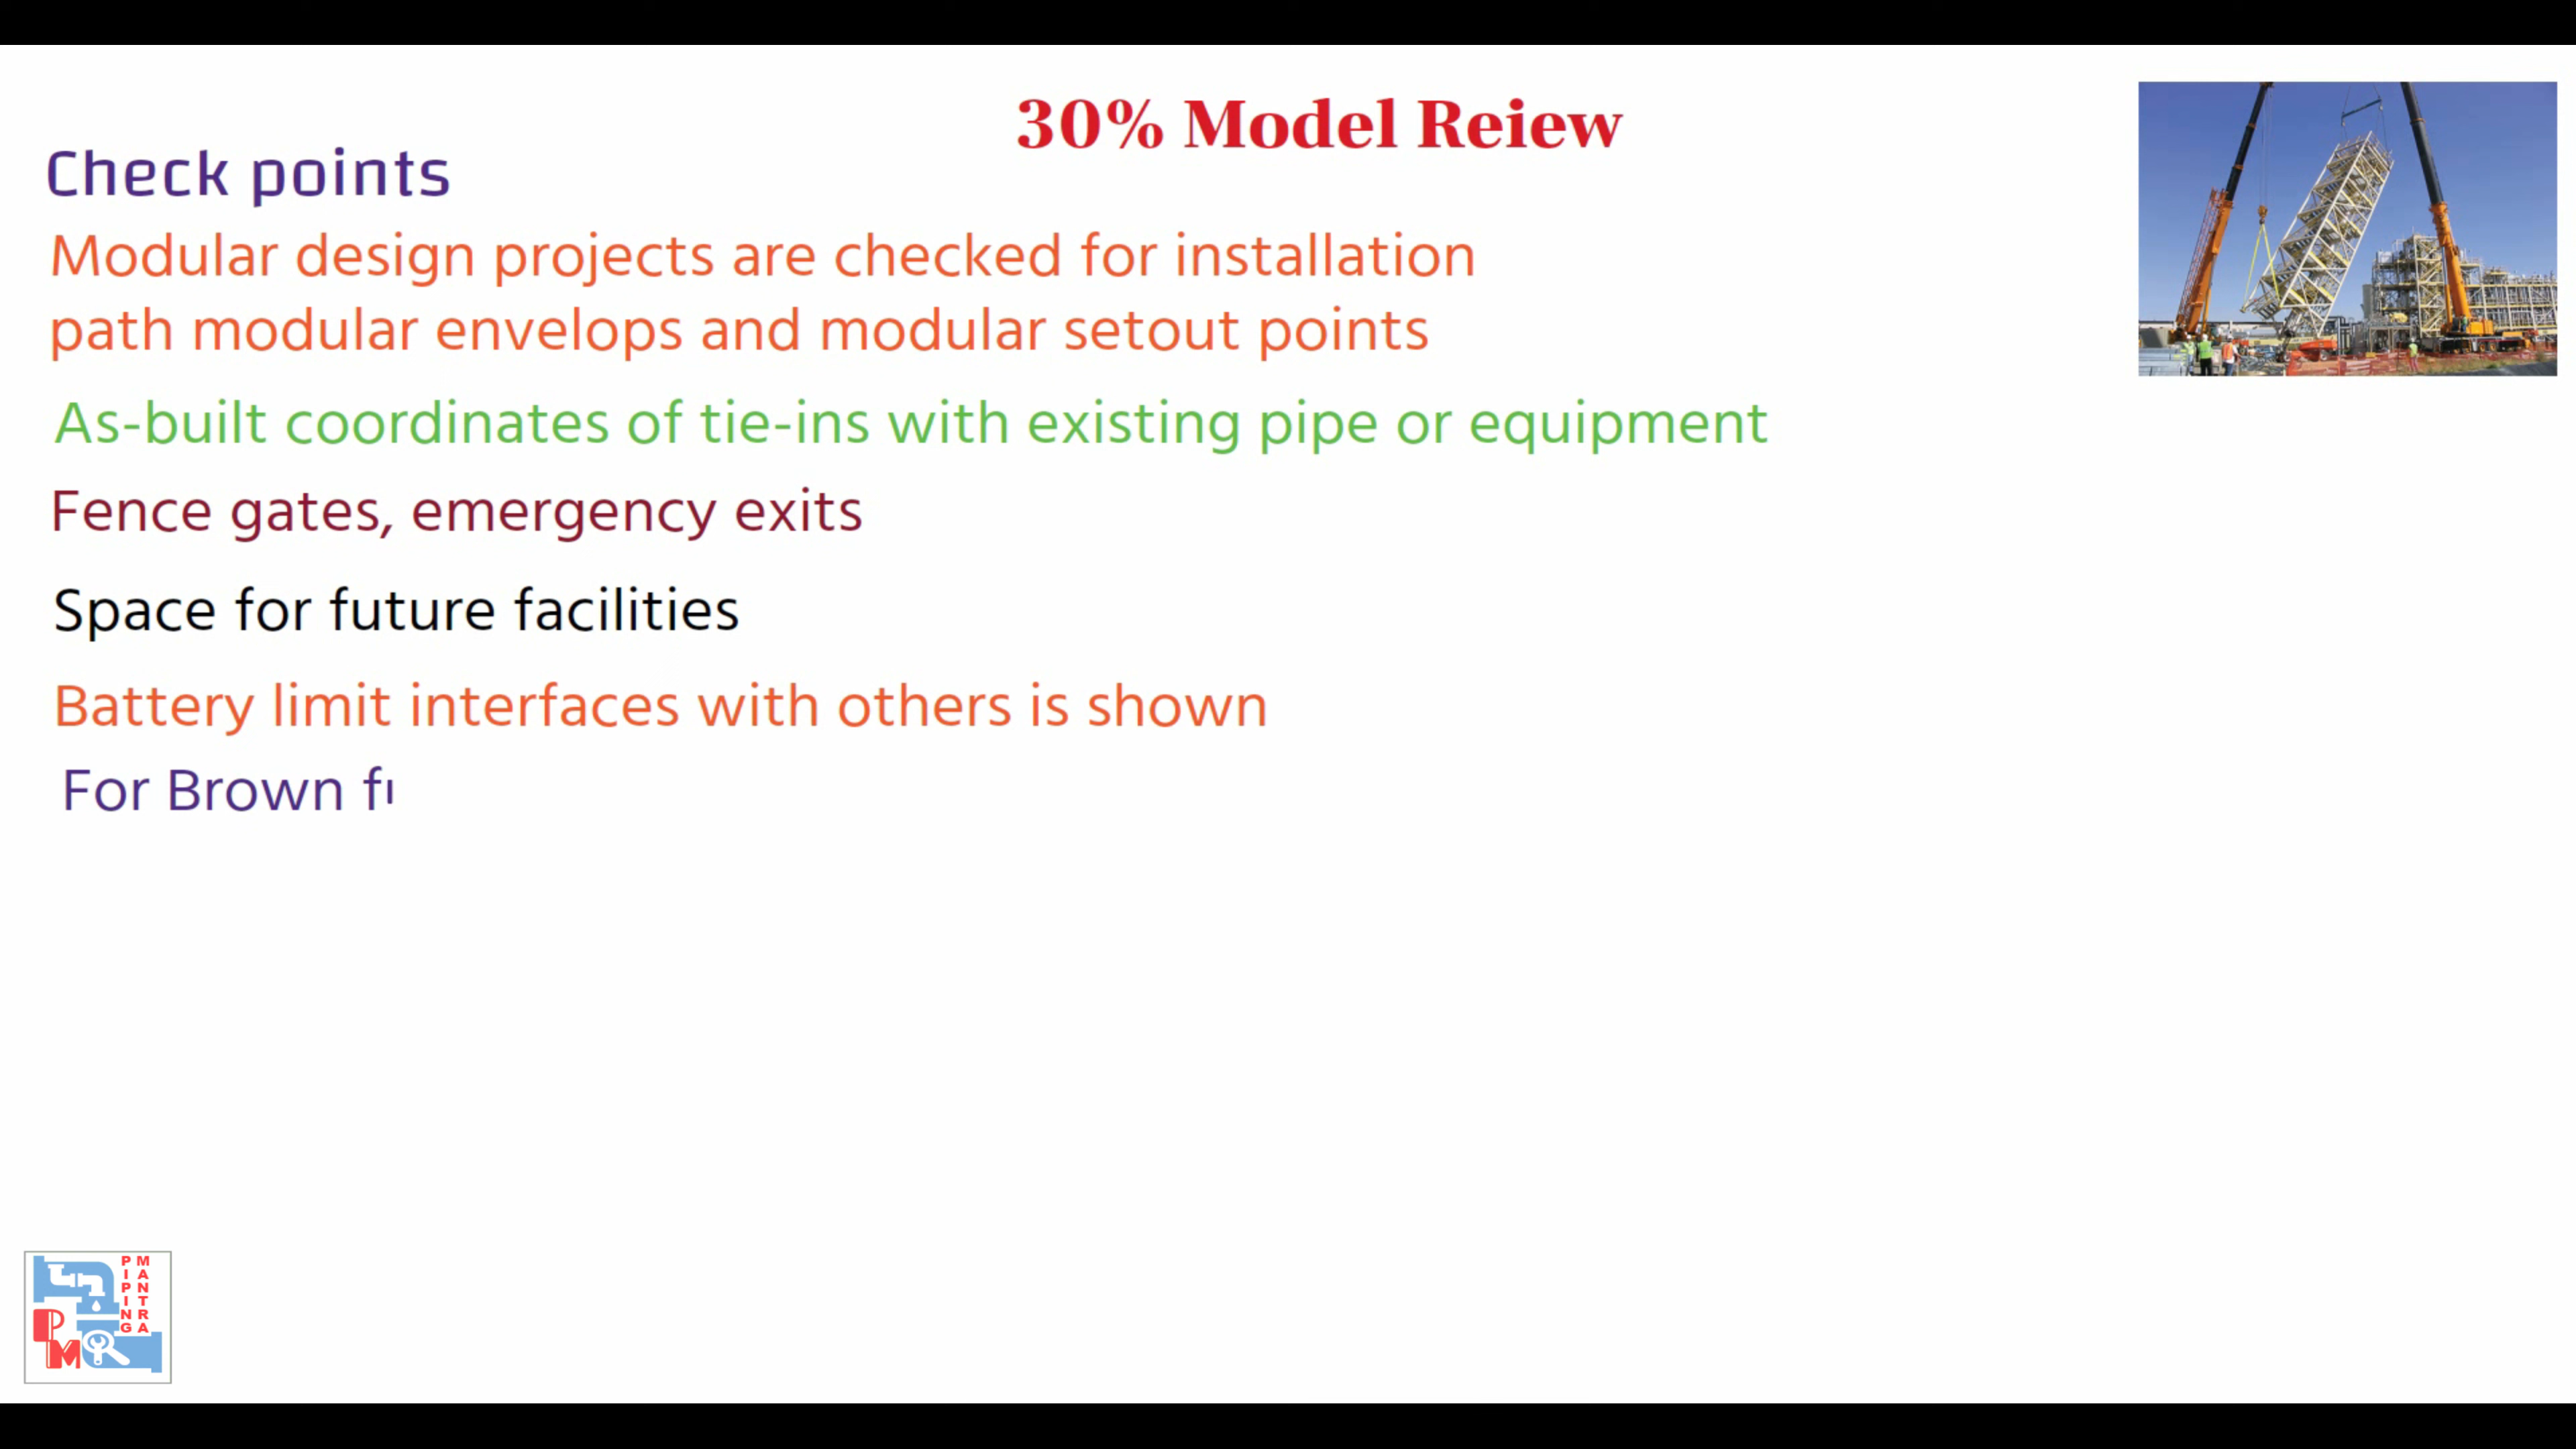 30% Model Reiew
Check points
Modular design projects are checked for installation
path modular envelops and modular setout points
As-built coordinates of tie-ins with existing pipe or equipment
Fence gates, emergency exits
Space for future facilities
Battery limit interfaces with others is shown
For Brown
PIPING
MANTRA
PM